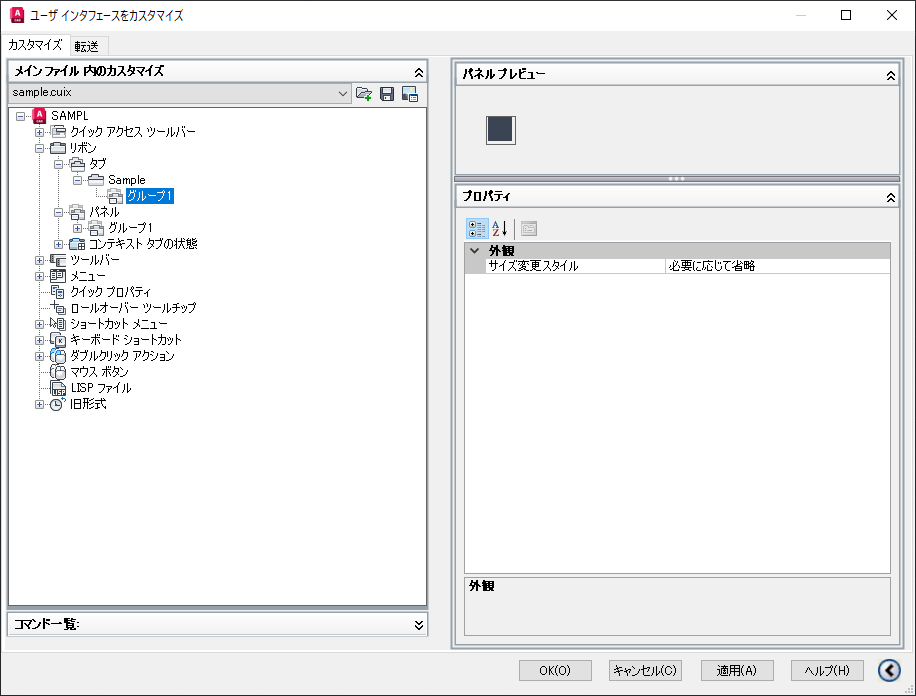 ユーザ インタフェースをカスタマイズ
カスタマイズ 転送
メイン ファイル 内のカスタマイズ
sample.cuix
SAMPL
クイック アクセス ツールバー
リボン
タブ
Sample
グループ1
パネル
グループ1
コンテキスト タブの状態
ツールバー
メニュー
クイック プロパティ
ロールオーバー ツールチップ
ショートカット メニュー
キーボード ショートカット
ダブルクリック アクション
マウス ボタン
LISP ファイル
旧形式
コマンド一覧:
パネル プレビュー
プロパティ
外観
サイズ変更スタイル 必要に応じて省略
外観
OK(O) キャンセル(C) 適用(A) ヘルプ(H)